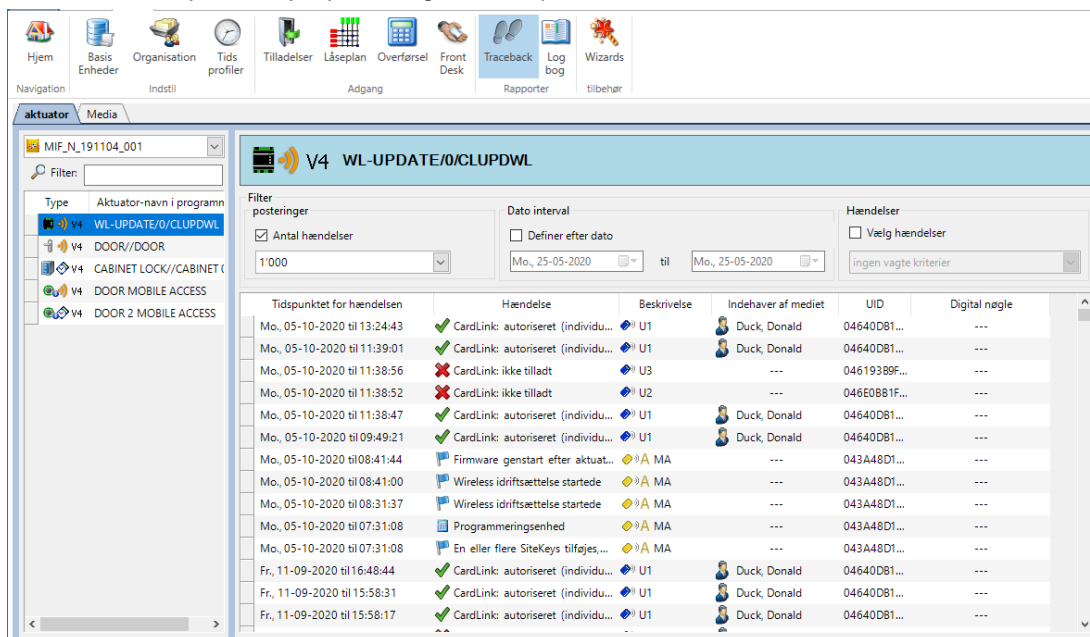 Hjem Basis Enheder Organisation Tids profiler Tilladelser Låseplan Overførsel Front Desk Traceback Log bog Wizards
Navigation Indstil Adgang Rapporter tilbehør
aktuator Media
MIF_N_191104_001
Filter:
Type Aktuator-navn i programn
V4 WL-UPDATE/0/CLUPDWL
V4 DOOR//DOOR
V4 CABINET LOCK//CABINET (
V4 DOOR MOBILE ACCESS
V4 DOOR 2 MOBILE ACCESS
V4 WL-UPDATE/0/CLUPDWL
Filter
posteringer Dato interval Hændelser
Antal hændelser Definer efter dato Vælg hændelser
1'000 Mo., 25-05-2020 til Mo., 25-05-2020 ingen vagte kriterier
Tidspunktet for hændelsen Hændelse Beskrivelse Indehaver af mediet UID Digital nøgle
Mo., 05-10-2020 til 13:24:43 CardLink: autoriseret (individu... U1 Duck, Donald 04640DB1... ---
Mo., 05-10-2020 til 11:39:01 CardLink: autoriseret (individu... U1 Duck, Donald 04640DB1... ---
Mo., 05-10-2020 til 11:38:56 CardLink: ikke tilladt U3 --- 046193B9F... ---
Mo., 05-10-2020 til 11:38:52 CardLink: ikke tilladt U2 --- 046E0BB1F... ---
Mo., 05-10-2020 til 11:38:47 CardLink: autoriseret (individu... U1 Duck, Donald 04640DB1... ---
Mo., 05-10-2020 til 09:49:21 CardLink: autoriseret (individu... U1 Duck, Donald 04640DB1... ---
Mo., 05-10-2020 til 08:41:44 Firmware genstart efter aktuat... A MA --- 043A48D1... ---
Mo., 05-10-2020 til 08:41:00 Wireless idriftsættelse startede A MA --- 043A48D1... ---
Mo., 05-10-2020 til 08:31:37 Wireless idriftsættelse startede A MA --- 043A48D1... ---
Mo., 05-10-2020 til 07:31:08 Programmeringsenhed A MA --- 043A48D1... ---
Mo., 05-10-2020 til 07:31:08 En eller flere SiteKeys tilføjes,... A MA --- 043A48D1... ---
Fr., 11-09-2020 til 16:48:44 CardLink: autoriseret (individu... U1 Duck, Donald 04640DB1... ---
Fr., 11-09-2020 til 15:58:31 CardLink: autoriseret (individu... U1 Duck, Donald 04640DB1... ---
Fr., 11-09-2020 til 15:58:17 CardLink: autoriseret (individu... U1 Duck, Donald 04640DB1... ---